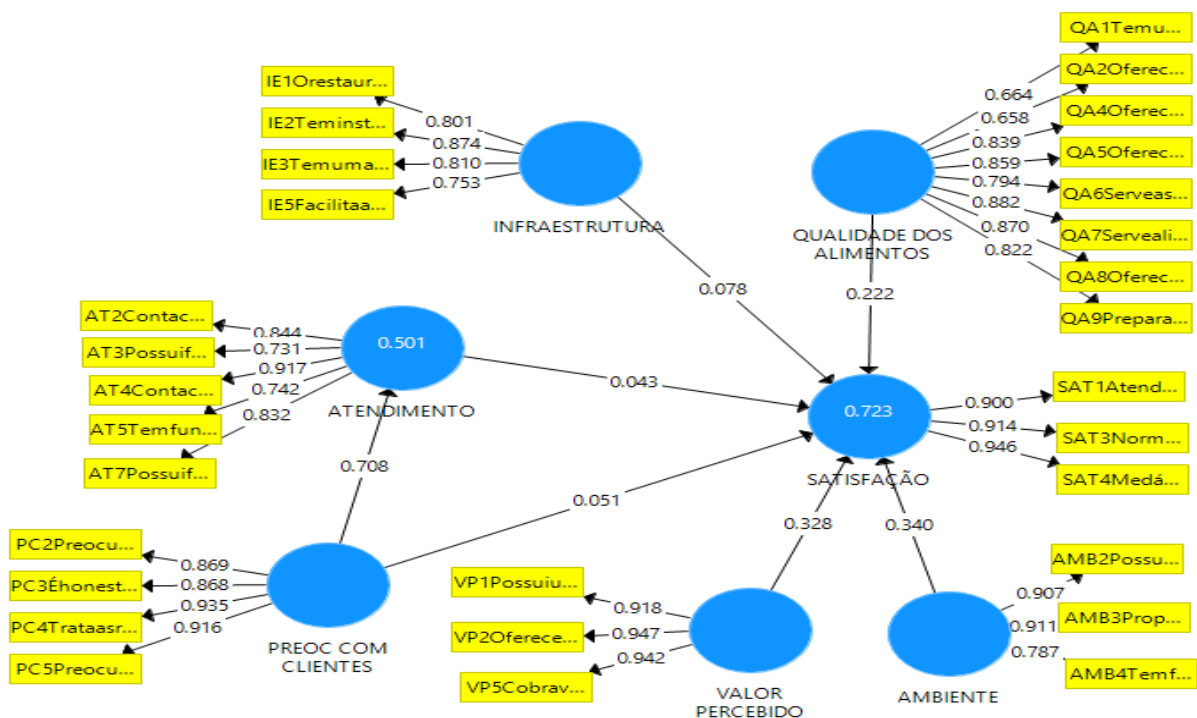 IE1Orestaur...
IE2Teminst...
IE3Temuma...
IE5Facilitaa...
0.801
0.874
0.810
0.753
INFRAESTRUTURA
0.078
QA1Temu...
QA2Oferec...
QA4Oferec...
QA5Oferec...
QA6Serveas...
QA7Serveali...
QA8Oferec...
QA9Prepara...
0.664
0.658
0.839
0.859
0.794
0.882
0.870
0.822
QUALIDADE DOS
ALIMENTOS
0.222
AT2Contac...
AT3Possuif...
AT4Contac...
AT5Temfun...
AT7Possuif...
0.844
0.731
0.917
0.742
0.832
0.501
ATENDIMENTO
0.043
0.708
0.723
SATISFAÇÃO
0.900
0.914
0.946
SAT1Atend...
SAT3Norm...
SAT4Medá...
0.051
PC2Preocu...
PC3Éhonest...
PC4Trataasr...
PC5Preocu...
0.869
0.868
0.935
0.916
PREOC COM
CLIENTES
0.328
VP1Possuiu...
VP2Oferece...
VP5Cobrav...
0.918
0.947
0.942
VALOR
PERCEBIDO
0.340
AMBIENTE
0.907
0.911
0.787
AMB2Possu...
AMB3Prop...
AMB4Temf...